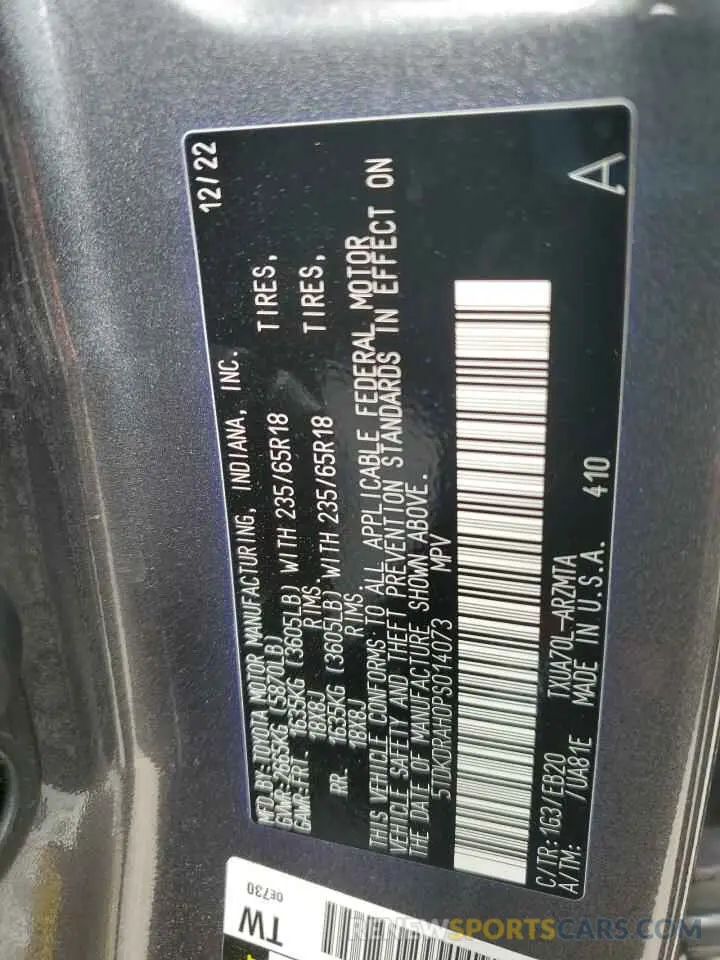 MFD.BY:TOYOTA MOTOR MANUFACTURING, INDIANA, INC. 12/22
GVWR:2665KG (5870LB)
GAWR:FRT. 1635KG (3605LB) WITH 235/65R18 TIRES,
18X8J RIMS.
RR. 1635KG (3605LB) WITH 235/65R18 TIRES,
18X8J RIMS.
THIS VEHICLE CONFORMS TO ALL APPLICABLE FEDERAL MOTOR
VEHICLE SAFETY AND THEFT PREVENTION STANDARDS IN EFFECT ON
THE DATE OF MANUFACTURE SHOWN ABOVE.
5TDKDRAH0PS014073 MPV
A
C/TR:1G3/EB20 TXUA70L-ARZMTA
A/TM: /UA81E MADE IN U.S.A. 410
TW
0E730
RENEWSPORTSCARS.COM